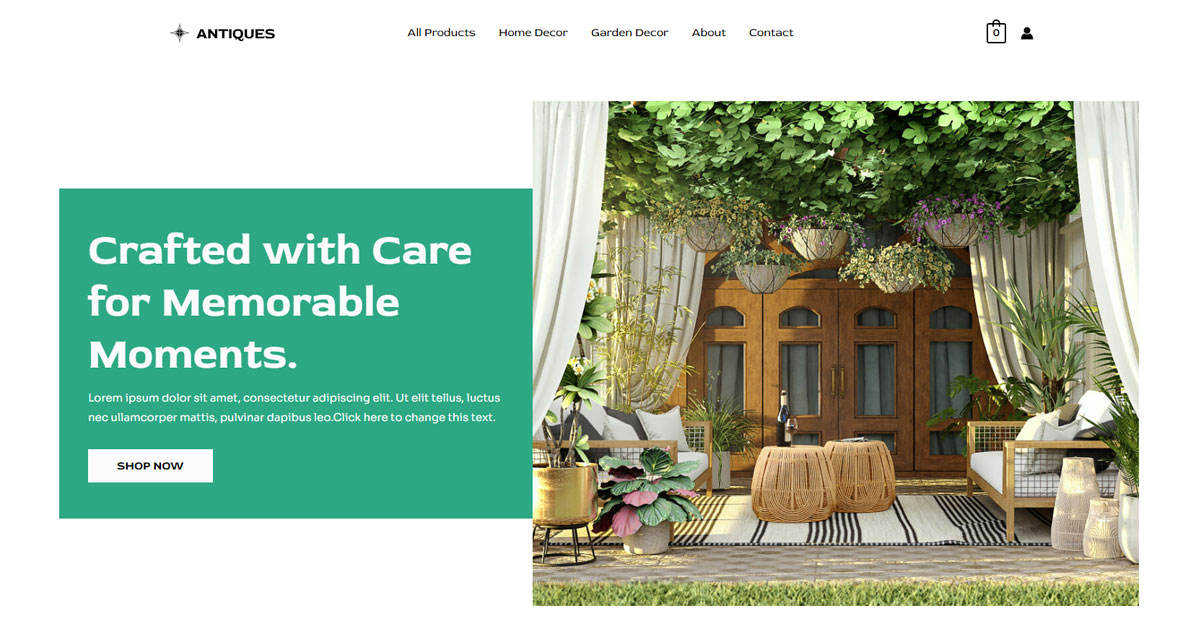 ANTIQUES
All Products
Home Decor
Garden Decor
About
Contact
0
Crafted with Care
for Memorable
Moments.
Lorem ipsum dolor sit amet, consectetur adipiscing elit. Ut elit tellus, luctus
nec ullamcorper mattis, pulvinar dapibus leo.Click here to change this text.
SHOP NOW